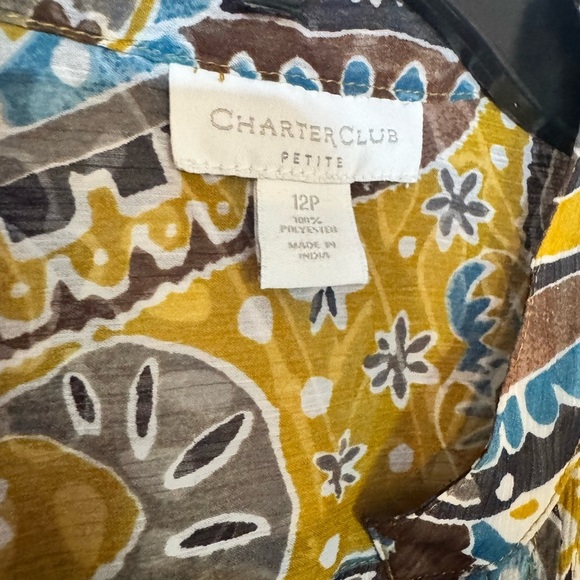 CHARTER CLUB
PETITE
12P
100%
POLYESTER
MADE IN
INDIA